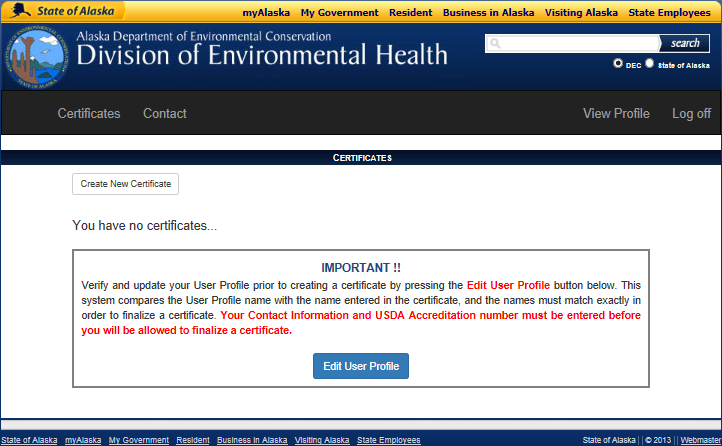 State of Alaska
myAlaska My Government Resident Business in Alaska Visiting Alaska State Employees
Alaska Department of Environmental Conservation
Division of Environmental Health
search
DEC State of Alaska
Certificates Contact View Profile Log off
CERTIFICATES
Create New Certificate
You have no certificates...
IMPORTANT !!
Verify and update your User Profile prior to creating a certificate by pressing the Edit User Profile button below. This
system compares the User Profile name with the name entered in the certificate, and the names must match exactly in
order to finalize a certificate. Your Contact Information and USDA Accreditation number must be entered before
you will be allowed to finalize a certificate.
Edit User Profile
State of Alaska myAlaska My Government Resident Business in Alaska Visiting Alaska State Employees State of Alaska | | © 2013 | | Webmaster